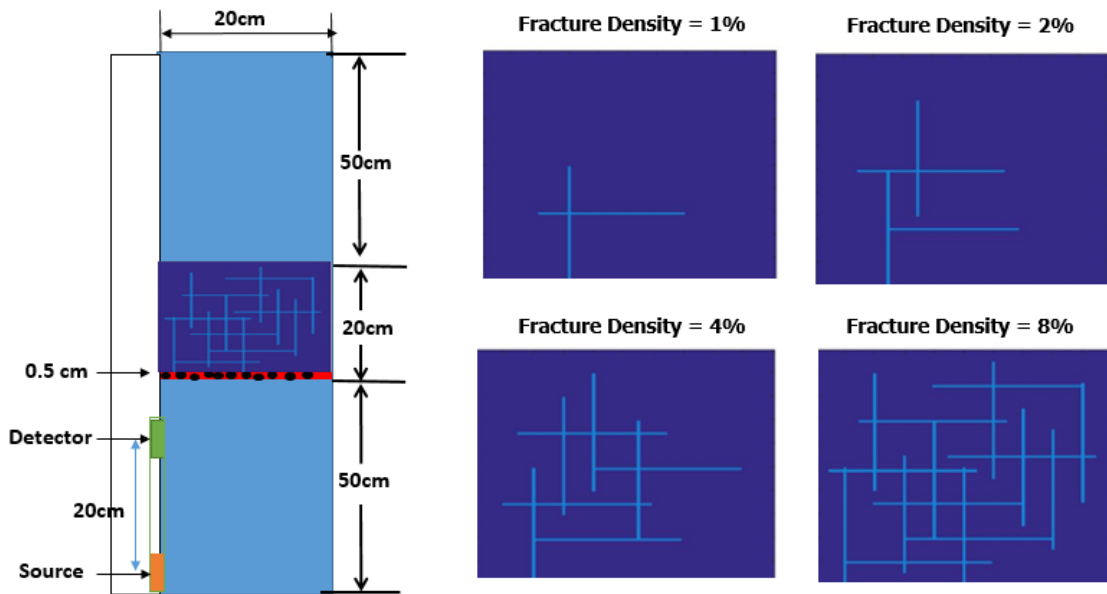 20cm
50cm
20cm
0.5 cm
Detector
50cm
20cm
Source
Fracture Density = 1%
Fracture Density = 2%
Fracture Density = 4%
Fracture Density = 8%